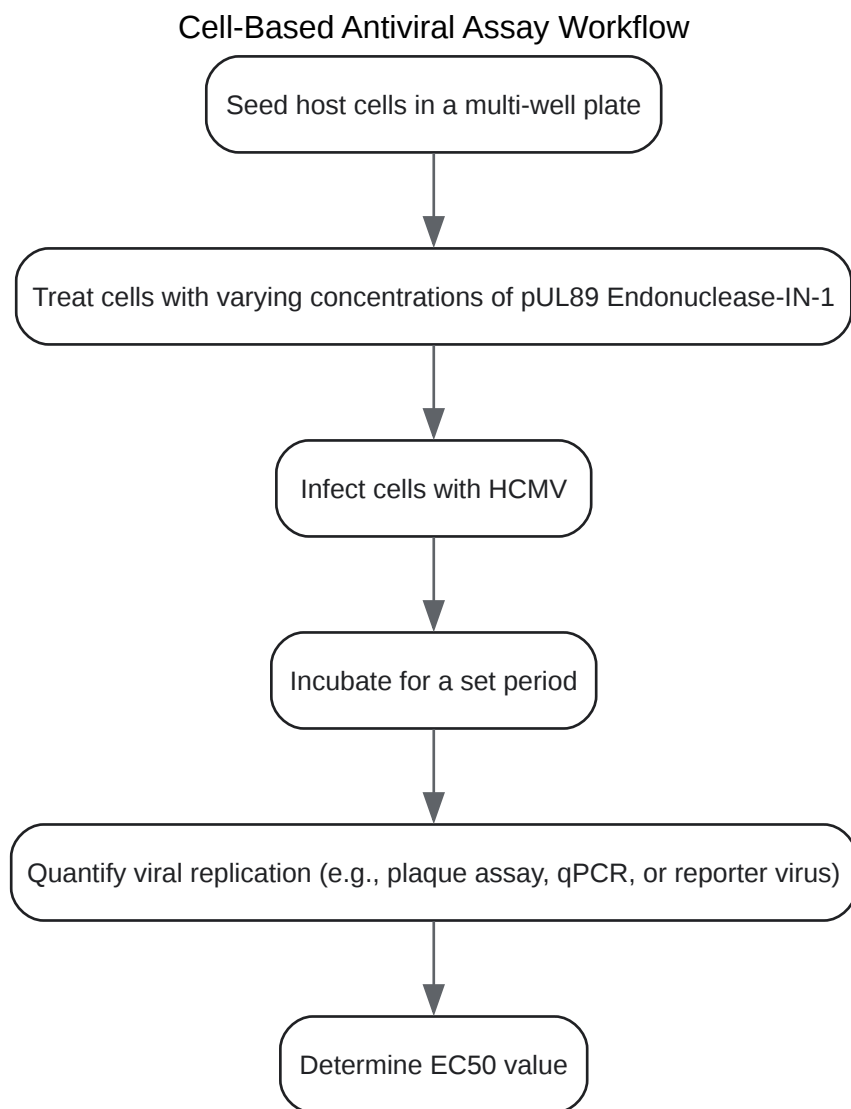 Cell-Based Antiviral Assay Workflow
Seed host cells in a multi-well plate
Treat cells with varying concentrations of pUL89 Endonuclease-IN-1
Infect cells with HCMV
Incubate for a set period
Quantify viral replication (e.g., plaque assay, qPCR, or reporter virus)
Determine EC50 value